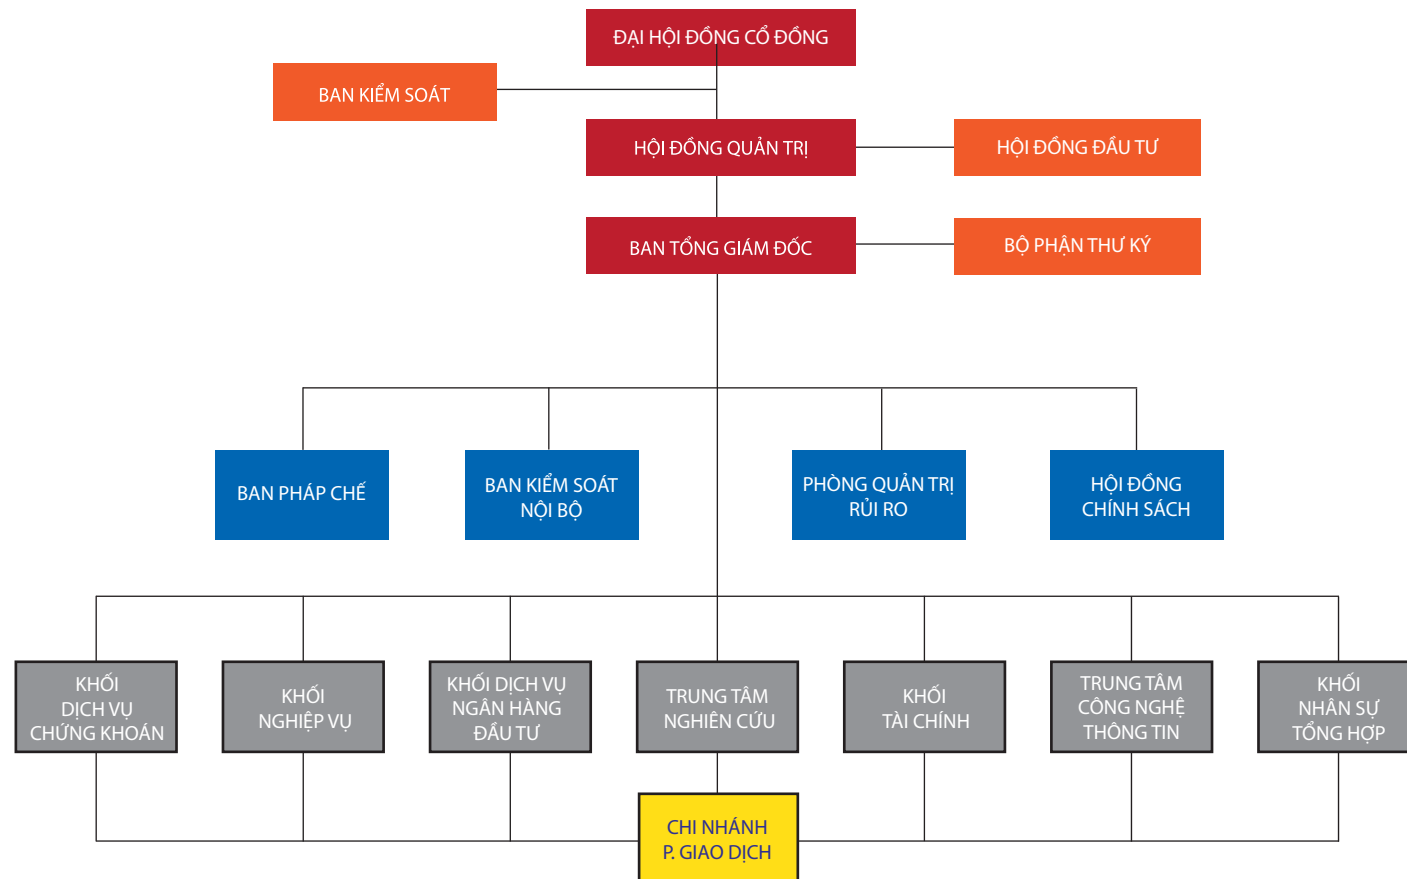 ĐẠI HỘI ĐỒNG CỔ ĐỒNG
BAN KIỂM SOÁT
HỘI ĐỒNG QUẢN TRỊ
HỘI ĐỒNG ĐẦU TƯ
BAN TỔNG GIÁM ĐỐC
BỘ PHẬN THƯ KÝ
BAN PHÁP CHẾ
BAN KIỂM SOÁT
NỘI BỘ
PHÒNG QUẢN TRỊ
RỦI RO
HỘI ĐỒNG
CHÍNH SÁCH
KHỐI
DỊCH VỤ
CHỨNG KHOÁN
KHỐI
NGHIỆP VỤ
KHỐI DỊCH VỤ
NGÂN HÀNG
ĐẦU TƯ
TRUNG TÂM
NGHIÊN CỨU
KHỐI
TÀI CHÍNH
TRUNG TÂM
CÔNG NGHỆ
THÔNG TIN
KHỐI
NHÂN SỰ
TỔNG HỢP
CHI NHÁNH
P. GIAO DỊCH